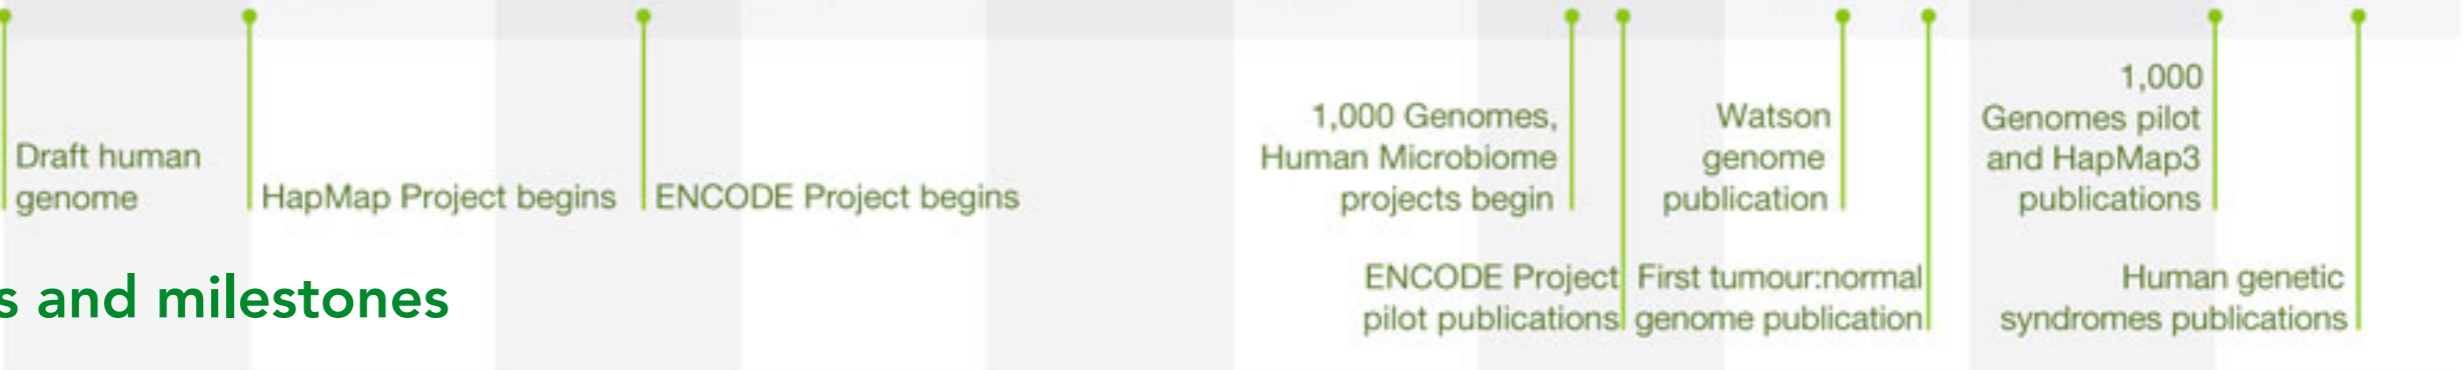 Draft human
genome
HapMap Project begins
ENCODE Project begins
1,000 Genomes,
Human Microbiome
projects begin
ENCODE Project
pilot publications
Watson
genome
publication
First tumour:normal
genome publication
1,000
Genomes pilot
and HapMap3
publications
Human genetic
syndromes publications
s and milestones